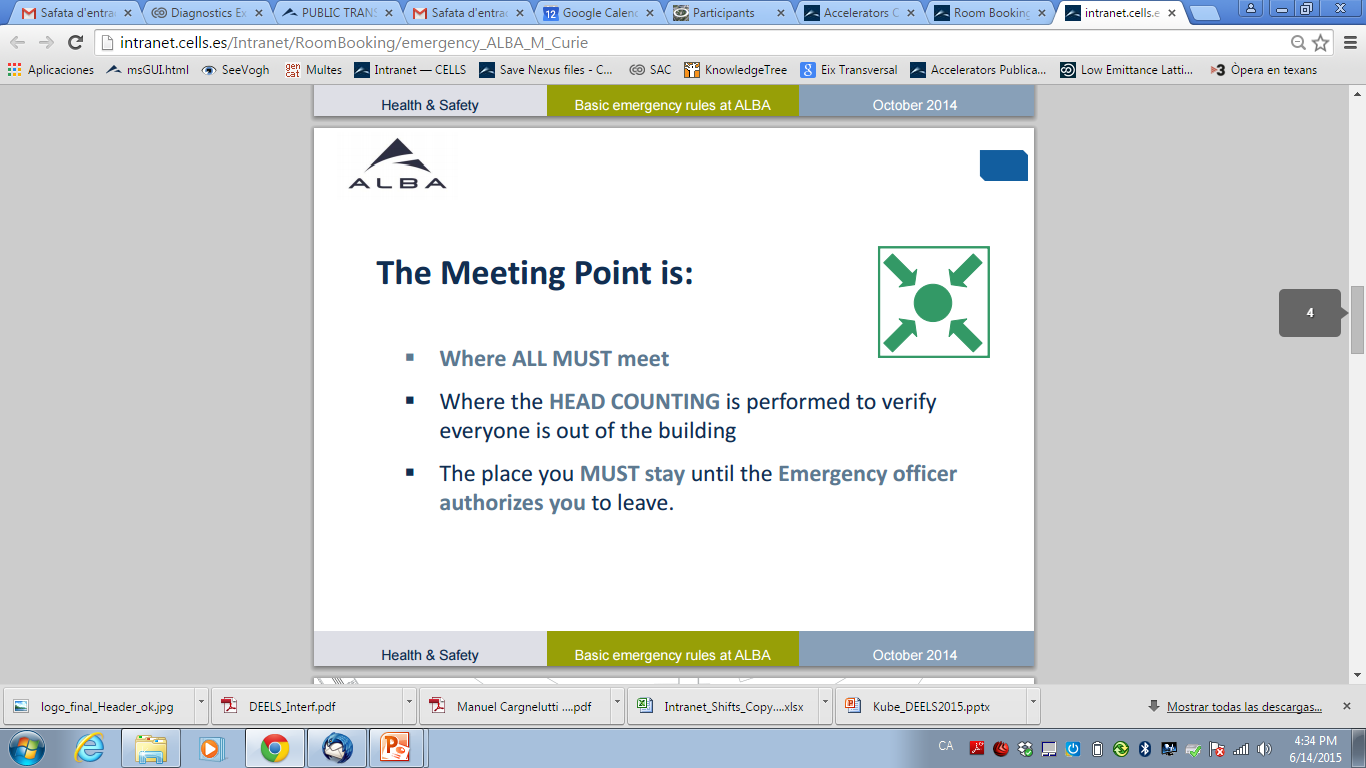 Safata d'entra
Diagnostics Ex
PUBLIC TRANS
Safata d'entrad
Google Calend
Participants
Accelerators C
Room Booking
intranet.cells.e
intranet.cells.es/Intranet/RoomBooking/emergency_ALBA_M_Curie
Aplicaciones
msGUI.html
SeeVogh
gen cat
Multes
Intranet — CELLS
Save Nexus files - C...
SAC
KnowledgeTree
Eix Transversal
Accelerators Publica...
Low Emittance Latti...
Òpera en texans
Health & Safety
Basic emergency rules at ALBA
October 2014
ALBA
The Meeting Point is:
▪ Where ALL MUST meet
▪ Where the HEAD COUNTING is performed to verify
everyone is out of the building
▪ The place you MUST stay until the Emergency officer
authorizes you to leave.
4
Health & Safety
Basic emergency rules at ALBA
October 2014
logo_final_Header_ok.jpg
DEELS_Interf.pdf
Manuel Cargnelutti ....pdf
Intranet_Shifts_Copy....xlsx
Kube_DEELS2015.pptx
Mostrar todas las descargas...
CA
4:34 PM
6/14/2015